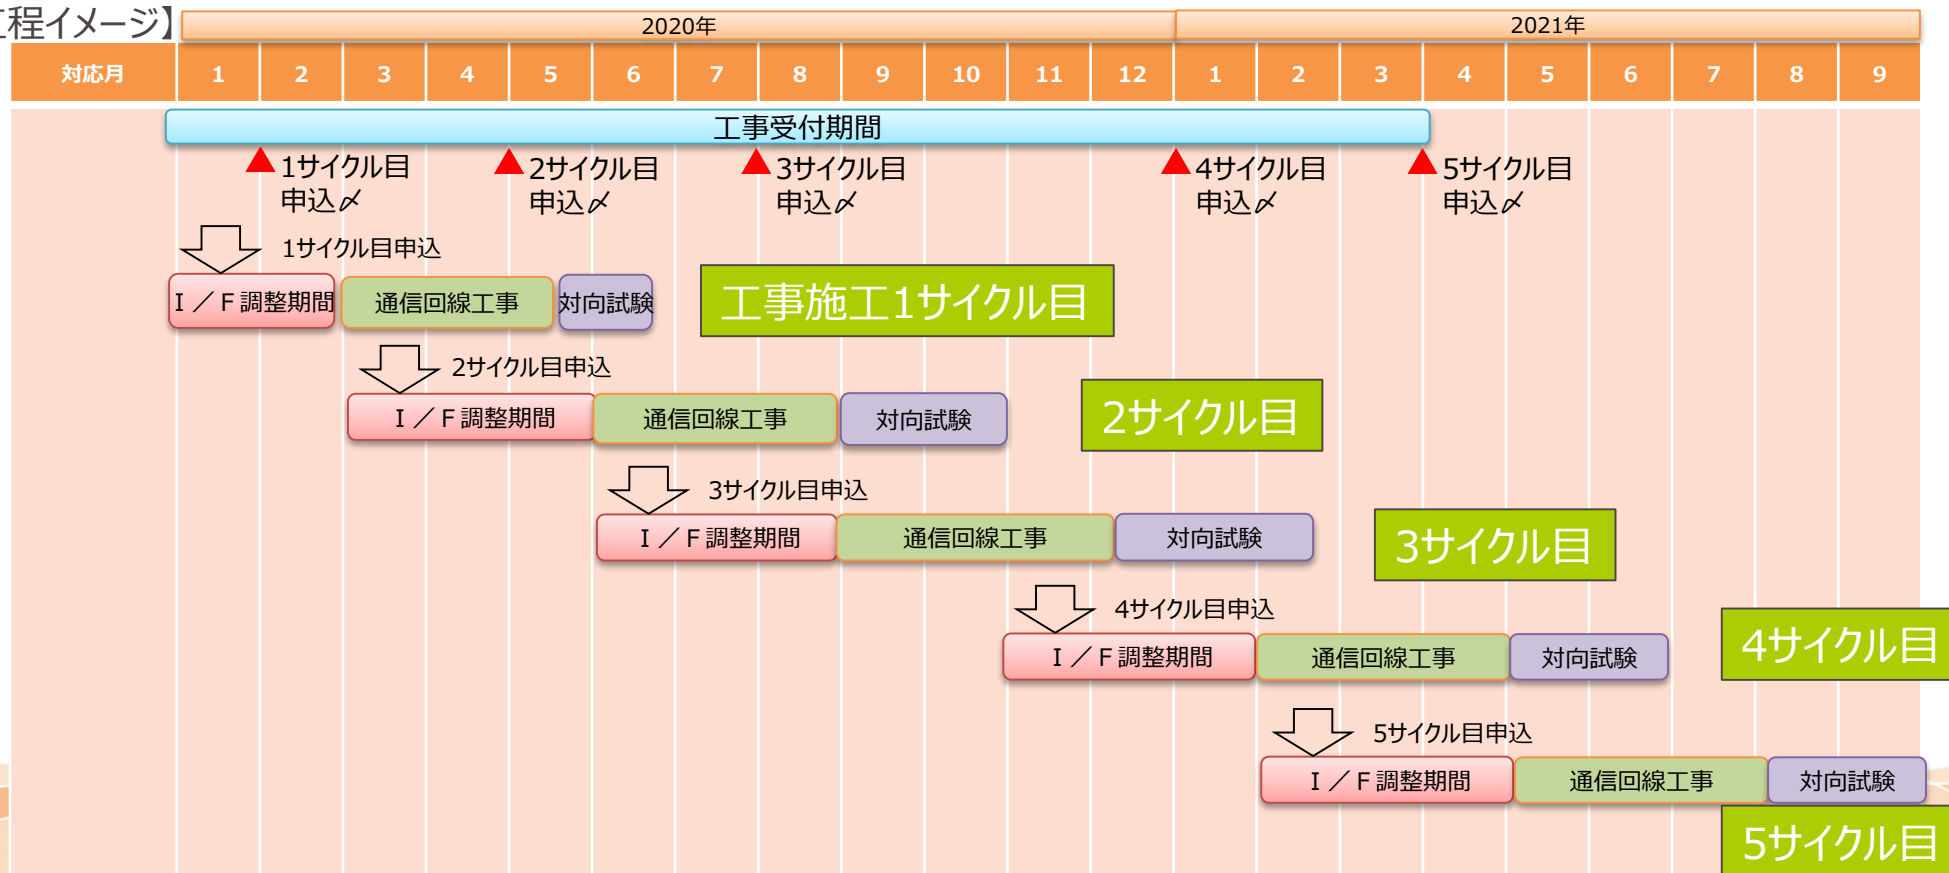 工程イメージ】
2020年
2021年
対応月 1 2 3 4 5 6 7 8 9 10 11 12 1 2 3 4 5 6 7 8 9
工事受付期間
1サイクル目
申込〆
2サイクル目
申込〆
3サイクル目
申込〆
4サイクル目
申込〆
5サイクル目
申込〆
1サイクル目申込
Ｉ／Ｆ調整期間
通信回線工事
対向試験
工事施工1サイクル目
2サイクル目申込
Ｉ／Ｆ調整期間
通信回線工事
対向試験
2サイクル目
3サイクル目申込
Ｉ／Ｆ調整期間
通信回線工事
対向試験
3サイクル目
4サイクル目申込
Ｉ／Ｆ調整期間
通信回線工事
対向試験
4サイクル目
5サイクル目申込
Ｉ／Ｆ調整期間
通信回線工事
対向試験
5サイクル目